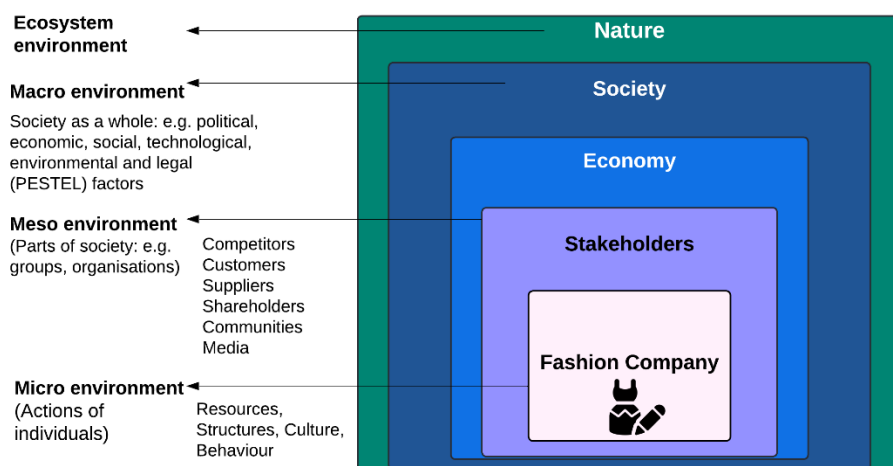 Ecosystem
environment
Nature
Macro environment
Society as a whole: e.g. political,
economic, social, technological,
environmental and legal
(PESTEL) factors
Society
Economy
Meso environment
(Parts of society: e.g.
groups, organisations)
Competitors
Customers
Suppliers
Shareholders
Communities
Media
Stakeholders
Fashion Company
Micro environment
(Actions of
individuals)
Resources,
Structures, Culture,
Behaviour